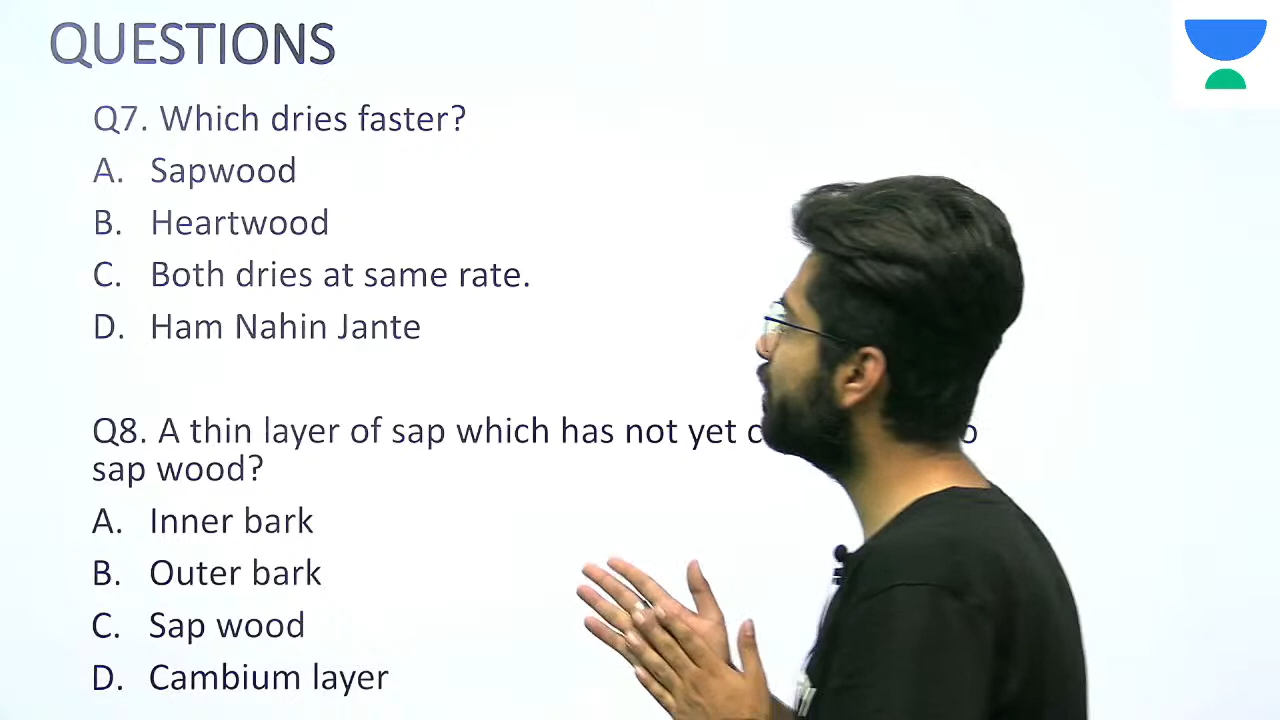 QUESTIONS
Q7. Which dries faster?
A. Sapwood
B. Heartwood
C. Both dries at same rate.
D. Ham Nahin Jante
Q8. A thin layer of sap which has not yet
sap wood?
A. Inner bark
B. Outer bark
C. Sap wood
D. Cambium layer